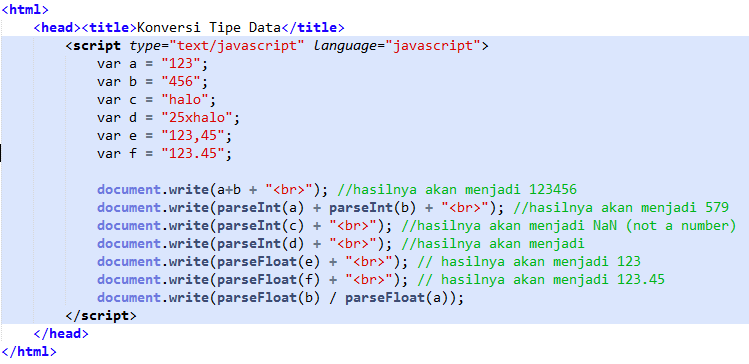 <html>
<head><title>Konversi Tipe Data</title>
<script type="text/javascript" language="javascript">
var a = "123";
var b = "456";
var c = "halo";
var d = "25xhalo";
var e = "123,45";
var f = "123.45";
document.write(a+b + "<br>"); //hasilnya akan menjadi 123456
document.write(parseInt(a) + parseInt(b) + "<br>"); //hasilnya akan menjadi 579
document.write(parseInt(c) + "<br>"); //hasilnya akan menjadi NaN (not a number)
document.write(parseInt(d) + "<br>"); //hasilnya akan menjadi
document.write(parseFloat(e) + "<br>"); // hasilnya akan menjadi 123
document.write(parseFloat(f) + "<br>"); // hasilnya akan menjadi 123.45
document.write(parseFloat(b) / parseFloat(a));
</script>
</head>
</html>